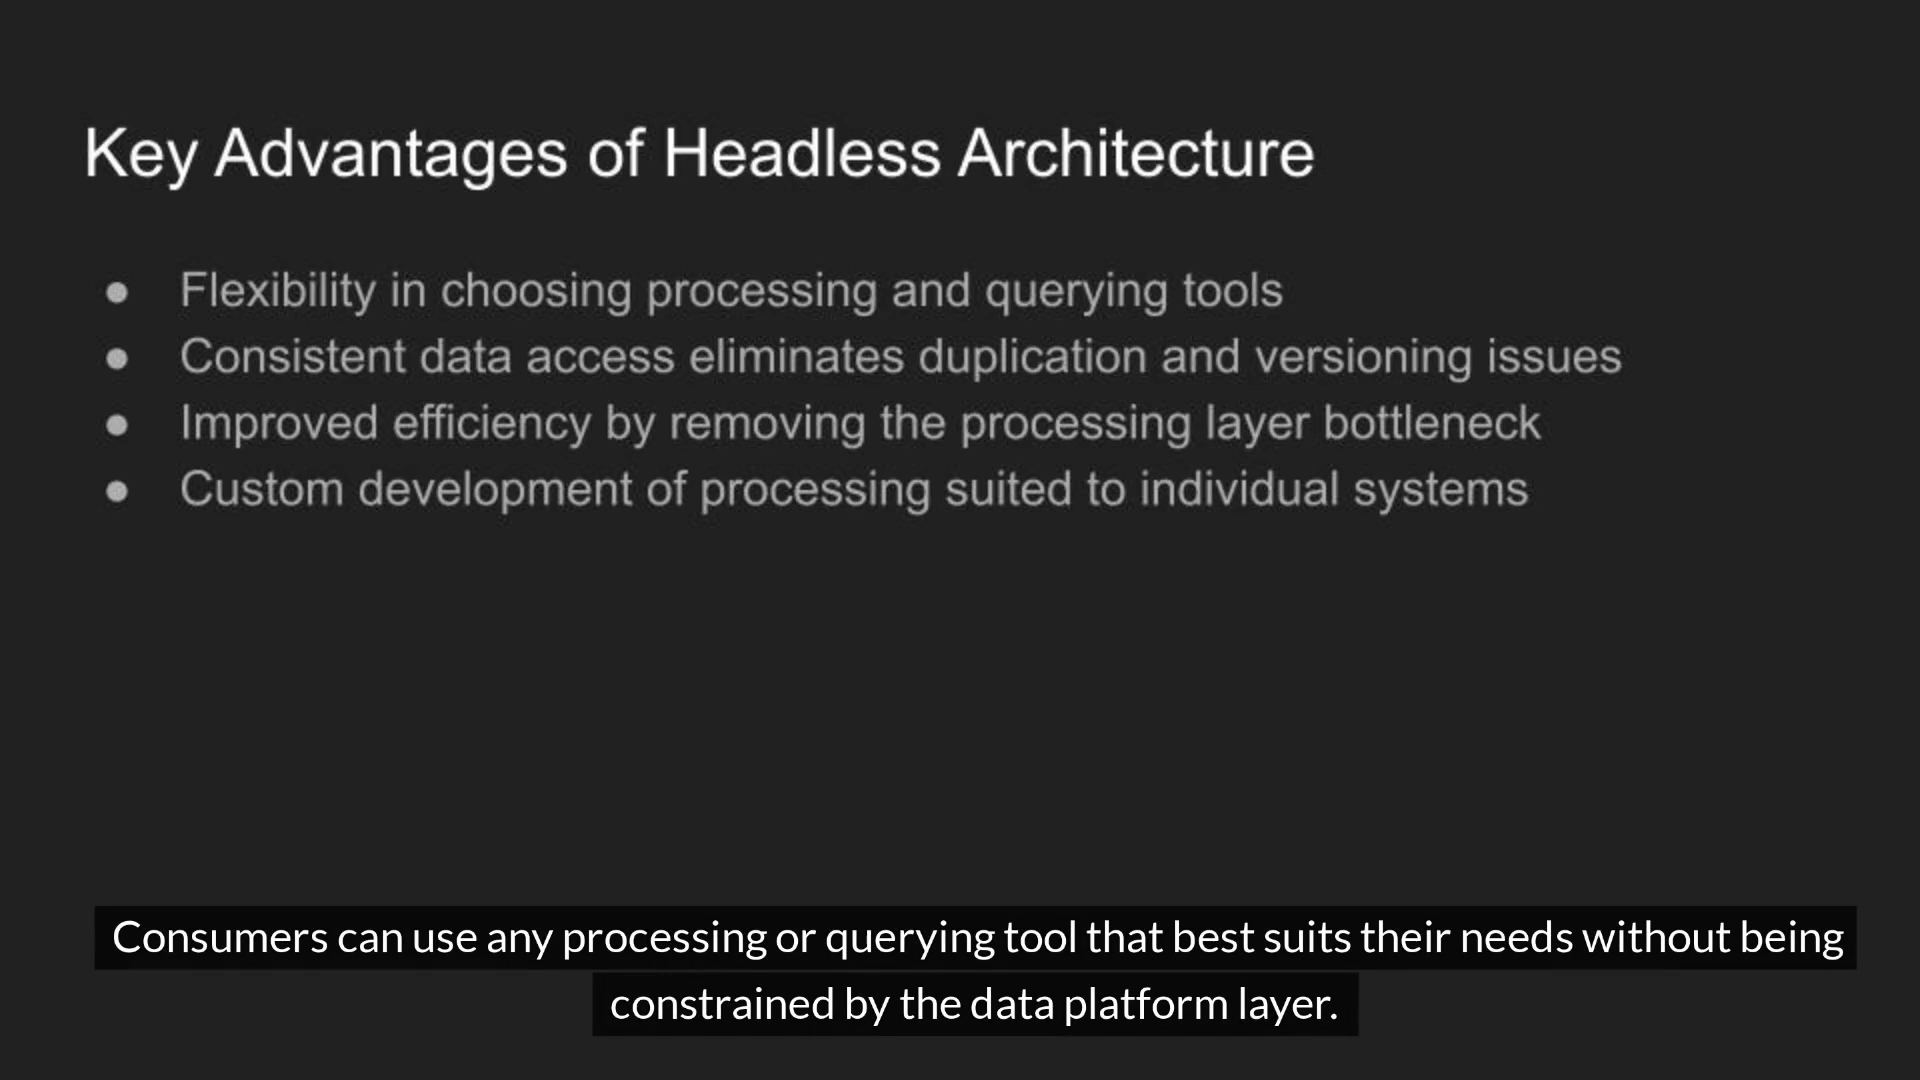 Key Advantages of Headless Architecture
● Flexibility in choosing processing and querying tools
● Consistent data access eliminates duplication and versioning issues
● Improved efficiency by removing the processing layer bottleneck
● Custom development of processing suited to individual systems
Consumers can use any processing or querying tool that best suits their needs without being
constrained by the data platform layer.